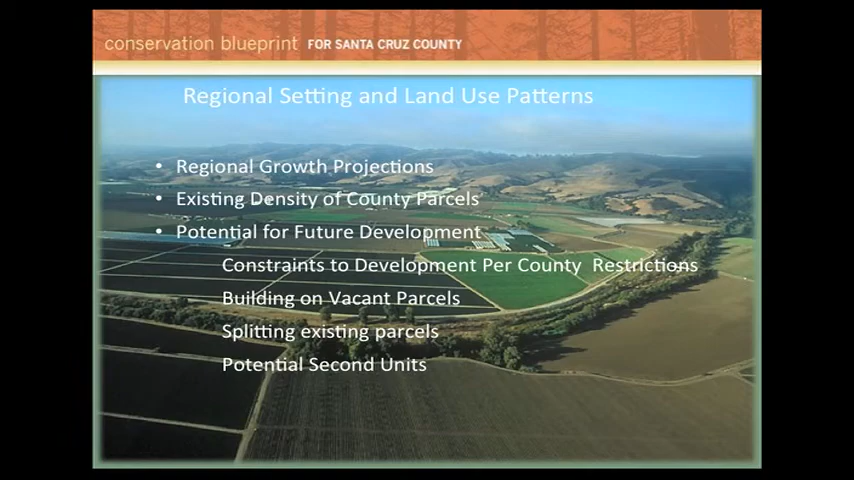 conservation blueprint FOR SANTA CRUZ COUNTY
Regional Setting and Land Use Patterns
• Regional Growth Projections
• Existing Density of County Parcels
• Potential for Future Development
Constraints to Development Per County Restrictions
Building on Vacant Parcels
Splitting existing parcels
Potential Second Units